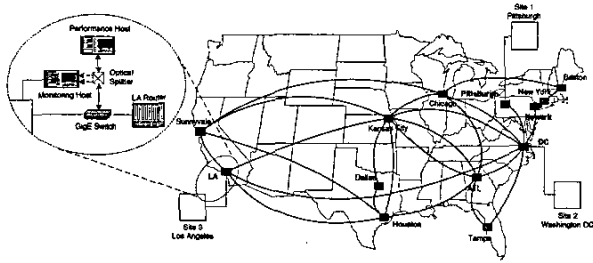 Performance Host
Optical
Splitter
Monitoring Host
LA Router
GigE Switch
Site 1
Pittsburgh
Sunnyvale
Kansas City
Chicago
Pittsburgh
New York
Boston
Newark
DC
LA
Dallas
ATL
Houston
Tampa
Site 3
Los Angeles
Site 2
Washington DC